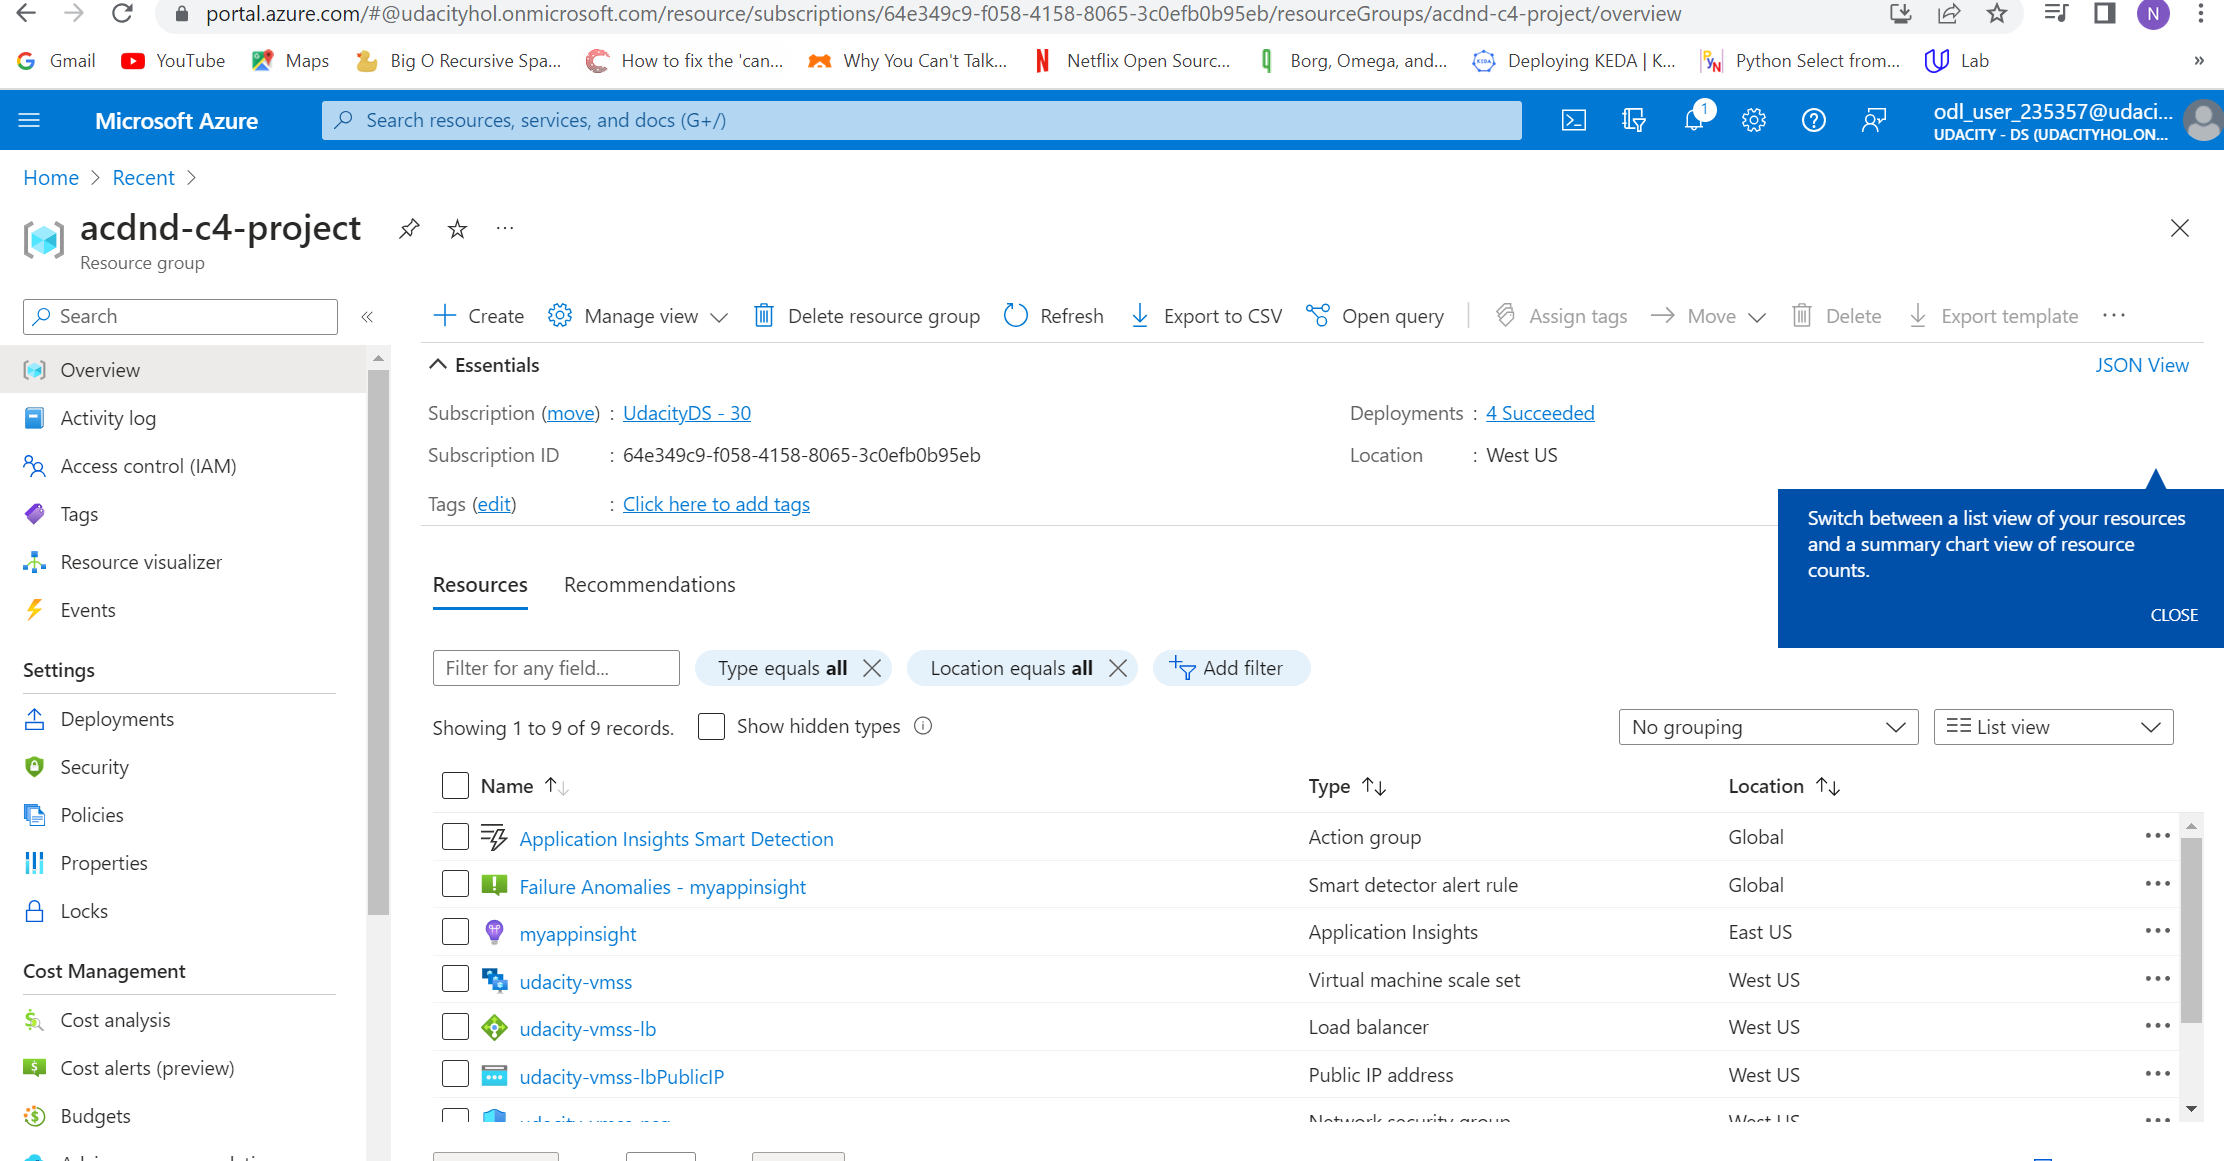 portal.azure.com/#@udacityhol.onmicrosoft.com/resource/subscriptions/64e349c9-f058-4158-8065-3c0efb0b95eb/resourceGroups/acdnd-c4-project/overview
N
Gmail YouTube Maps Big O Recursive Spa... How to fix the 'can... Why You Can't Talk... Netflix Open Sourc... Borg, Omega, and... Deploying KEDA | K... Python Select from... Lab »
Microsoft Azure
Search resources, services, and docs (G+/)
1
odl_user_235357@udaci...
UDACITY - DS (UDACITYHOL.ON...
Home > Recent >
acdnd-c4-project
Resource group
Search
«
Create Manage view Delete resource group Refresh Export to CSV Open query Assign tags Move Delete Export template ...
Overview
Activity log
Access control (IAM)
Tags
Resource visualizer
Events
Settings
Deployments
Security
Policies
Properties
Locks
Cost Management
Cost analysis
Cost alerts (preview)
Budgets
Essentials
JSON View
Subscription (move) : UdacityDS - 30
Deployments : 4 Succeeded
Subscription ID : 64e349c9-f058-4158-8065-3c0efb0b95eb
Location : West US
Tags (edit) : Click here to add tags
Switch between a list view of your resources
and a summary chart view of resource
counts.
CLOSE
Resources Recommendations
Filter for any field...
Type equals all
Location equals all
Add filter
Showing 1 to 9 of 9 records.
Show hidden types
No grouping
List view
Name Type Location
Application Insights Smart Detection Action group Global
Failure Anomalies - myappinsight Smart detector alert rule Global
myappinsight Application Insights East US
udacity-vmss Virtual machine scale set West US
udacity-vmss-lb Load balancer West US
udacity-vmss-lbPublicIP Public IP address West US
udacity-vmss-nsg Network security group West US